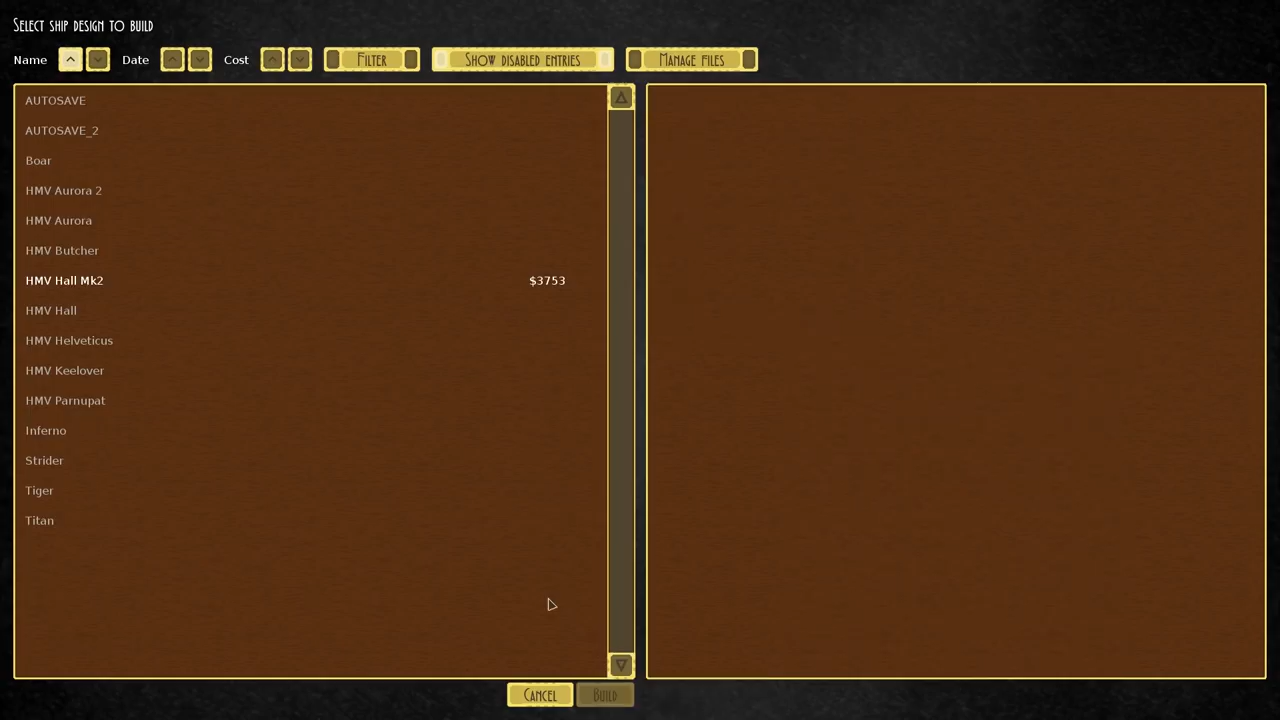 Select ship design to build
Name Date Cost Filter Show disabled entries Manage files
AUTOSAVE
AUTOSAVE_2
Boar
HMV Aurora 2
HMV Aurora
HMV Butcher
HMV Hall Mk2 $3753
HMV Hall
HMV Helveticus
HMV Keelover
HMV Parnupat
Inferno
Strider
Tiger
Titan
Cancel Build